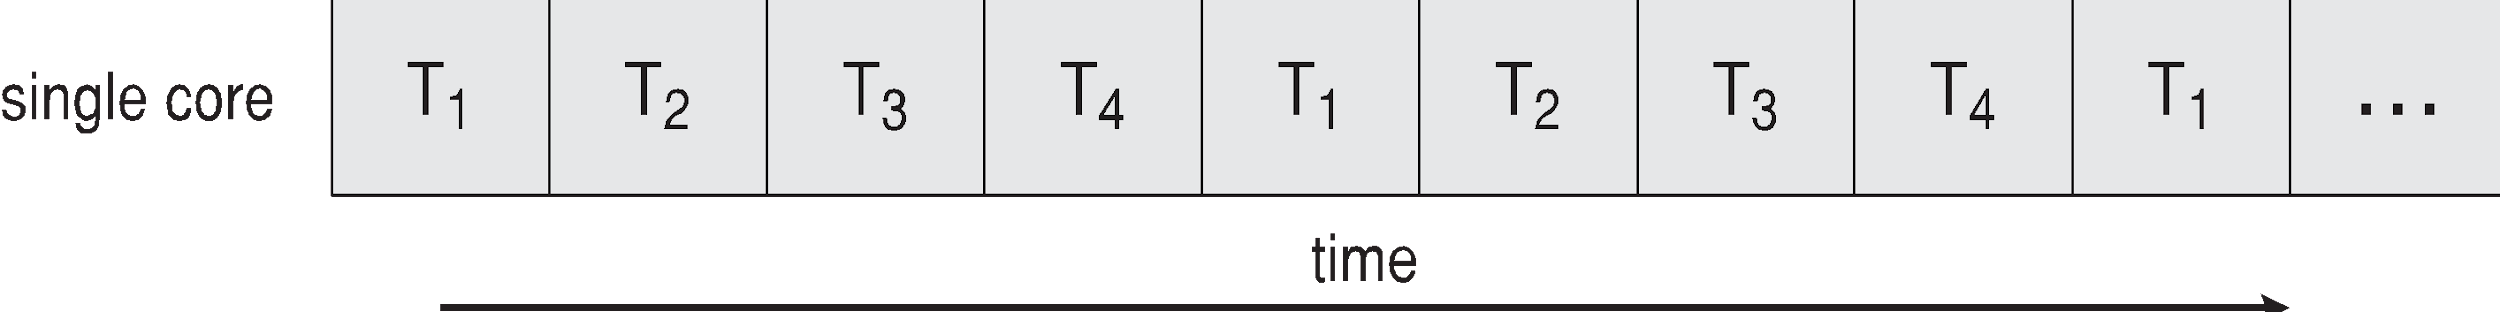 single core T₁ T₂ T₃ T₄ T₁ T₂ T₃ T₄ T₁ ...
time